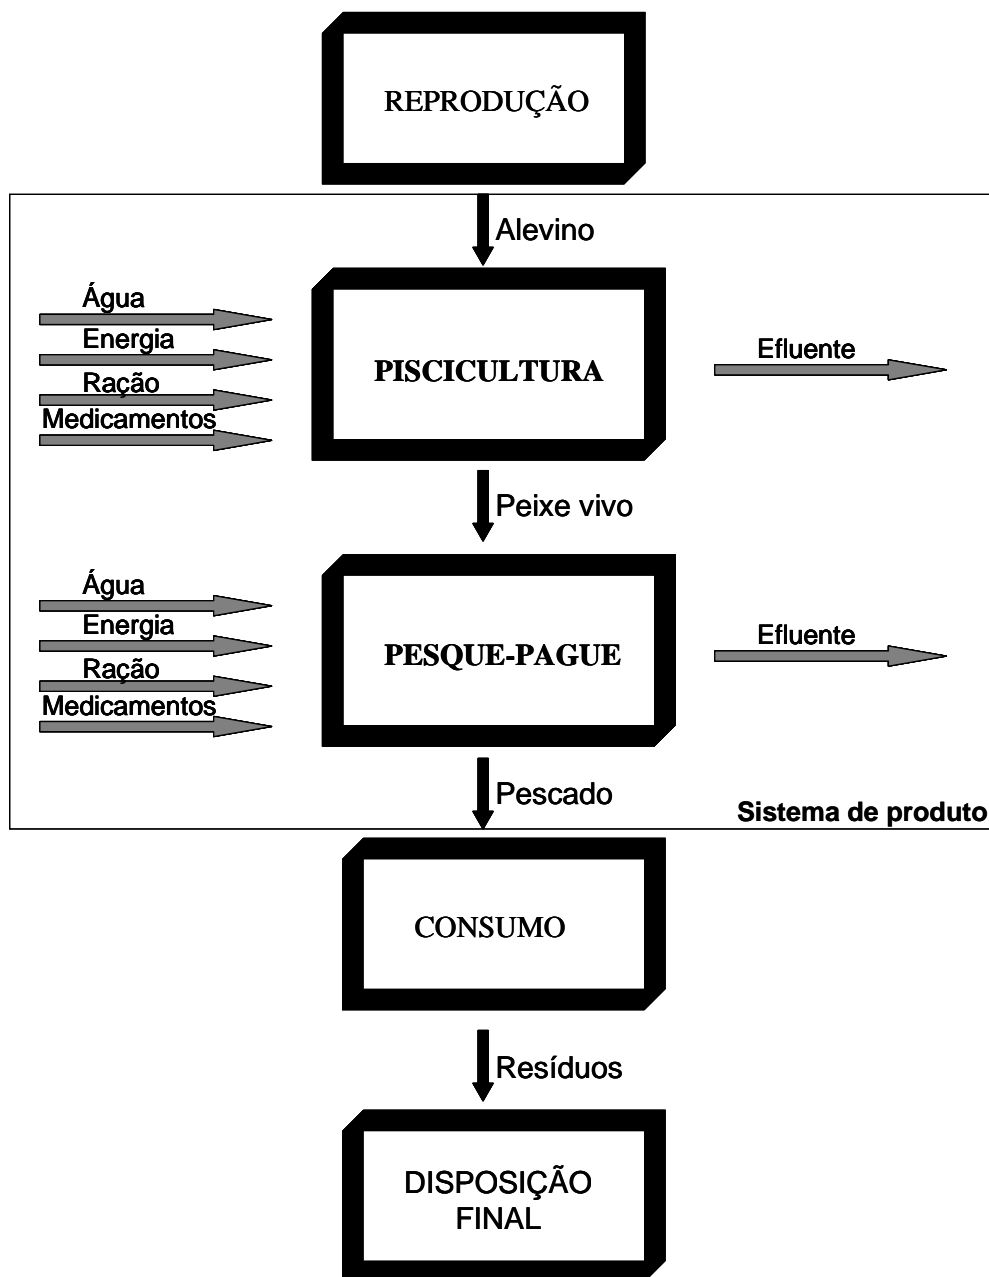 REPRODUÇÃO
Alevino
Água
Energia
Ração
Medicamentos
PISCICULTURA
Efluente
Peixe vivo
Água
Energia
Ração
Medicamentos
PESQUE-PAGUE
Efluente
Pescado
Sistema de produto
CONSUMO
Resíduos
DISPOSIÇÃO
FINAL